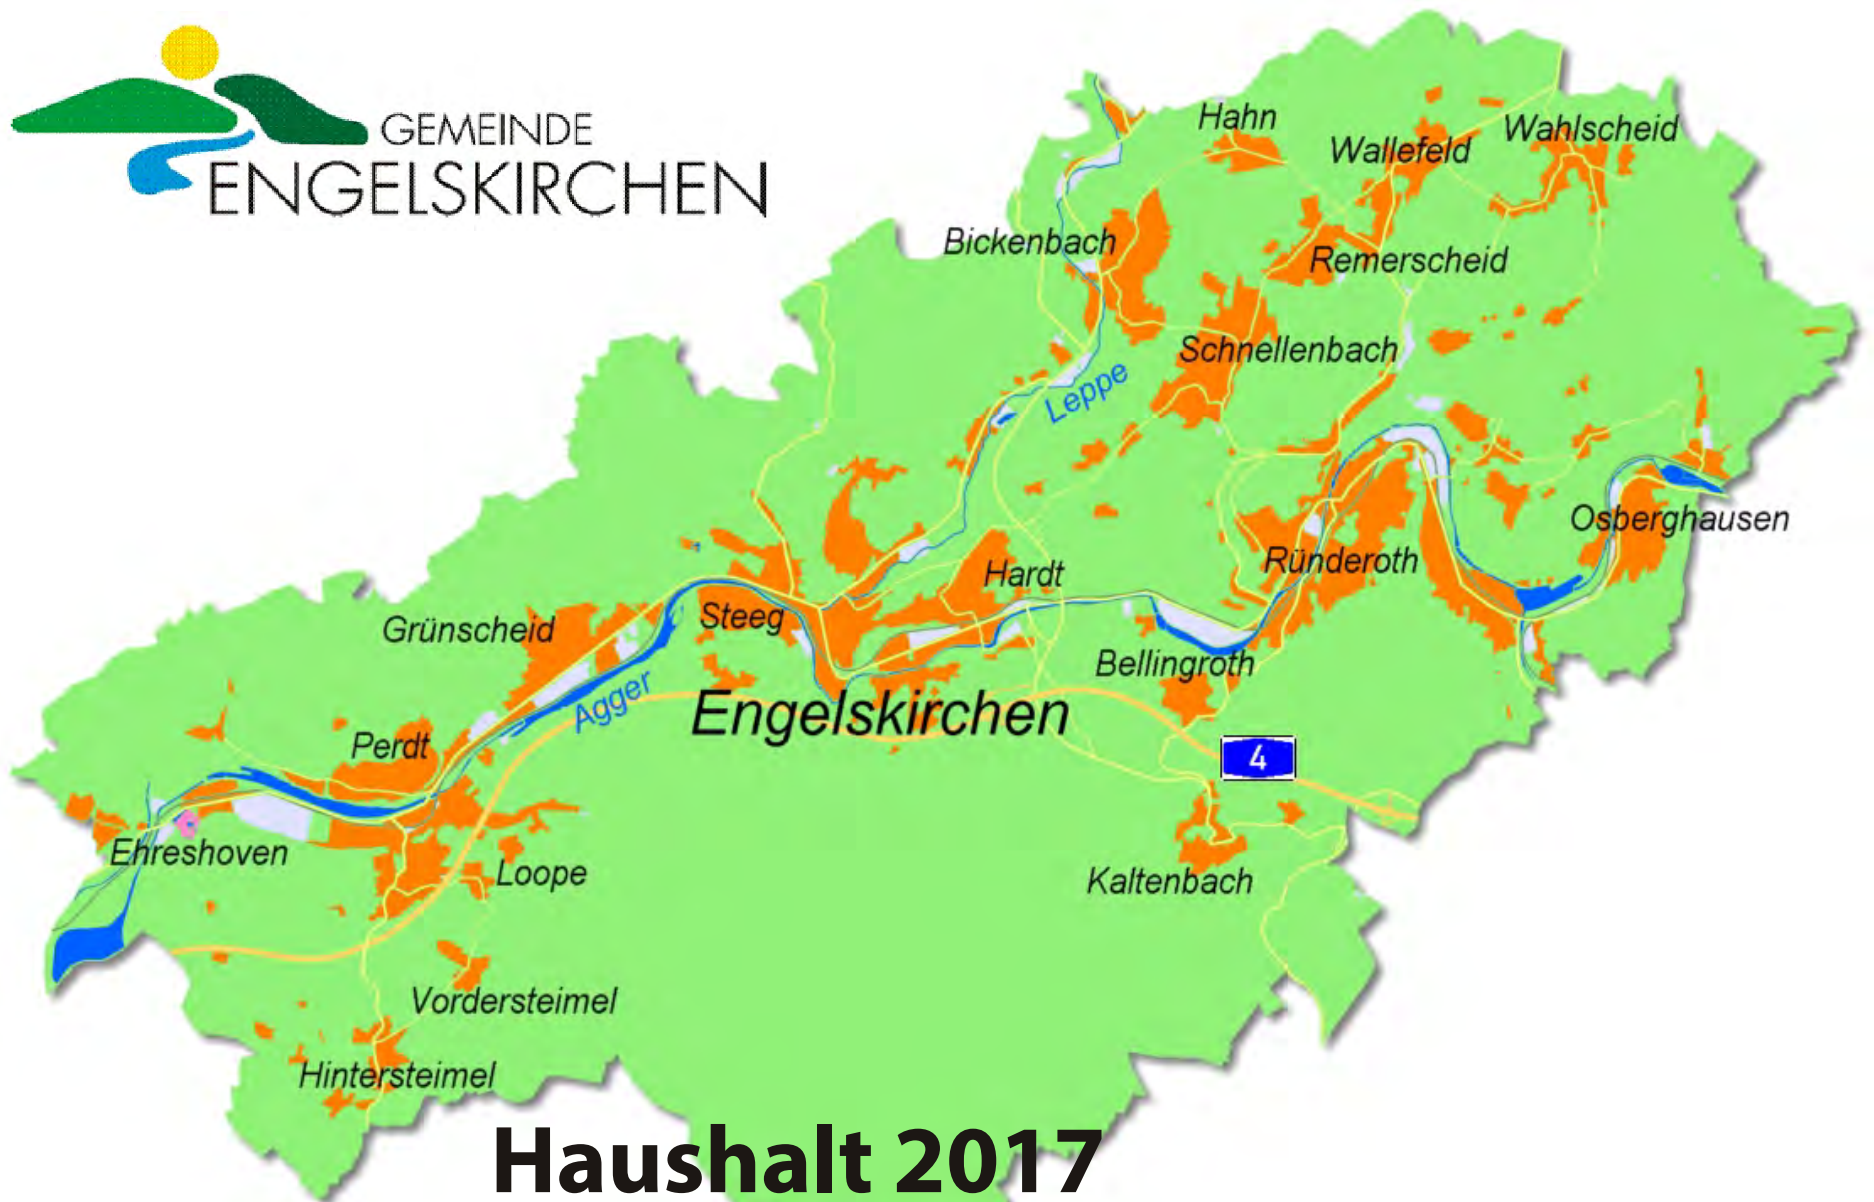 GEMEINDE
ENGELSKIRCHEN
Hahn
Wallefeld
Wahlscheid
Bickenbach
Remerscheid
Schnellenbach
Leppe
Osberghausen
Ründeroth
Hardt
Steeg
Grünscheid
Bellingroth
Agger
Engelskirchen
Perdt
4
Ehreshoven
Loope
Kaltenbach
Vordersteimel
Hintersteimel
Haushalt 2017